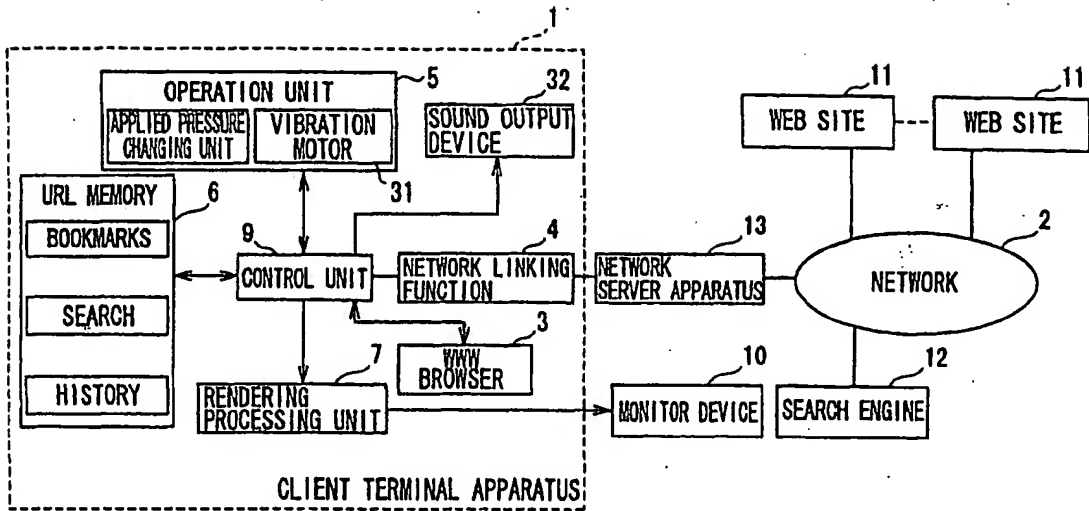 1
5
OPERATION UNIT
APPLIED PRESSURE
CHANGING UNIT
VIBRATION
MOTOR
31
32
SOUND OUTPUT
DEVICE
11
WEB SITE
11
WEB SITE
URL MEMORY
6
BOOKMARKS
SEARCH
HISTORY
9
CONTROL UNIT
4
NETWORK LINKING
FUNCTION
13
NETWORK
SERVER APPARATUS
2
NETWORK
3
WWW
BROWSER
7
RENDERING
PROCESSING UNIT
10
MONITOR DEVICE
12
SEARCH ENGINE
CLIENT TERMINAL APPARATUS